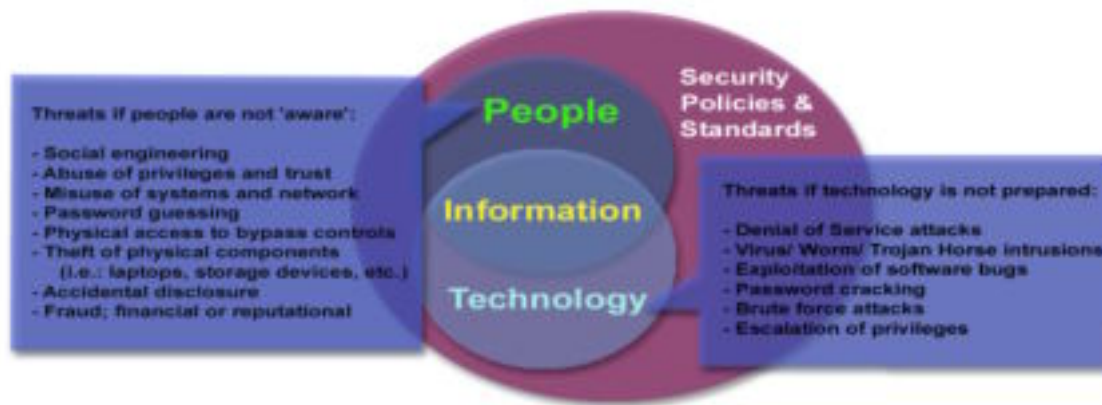 Threats if people are not 'aware':
- Social engineering
- Abuse of privileges and trust
- Misuse of systems and network
- Password guessing
- Physical access to bypass controls
- Theft of physical components
(i.e.: laptops, storage devices, etc.)
- Accidental disclosure
- Fraud; financial or reputational
People
Information
Technology
Security
Policies &
Standards
Threats if technology is not prepared:
- Denial of Service attacks
- Virus/ Worm/ Trojan Horse intrusions
- Exploitation of software bugs
- Password cracking
- Brute force attacks
- Escalation of privileges